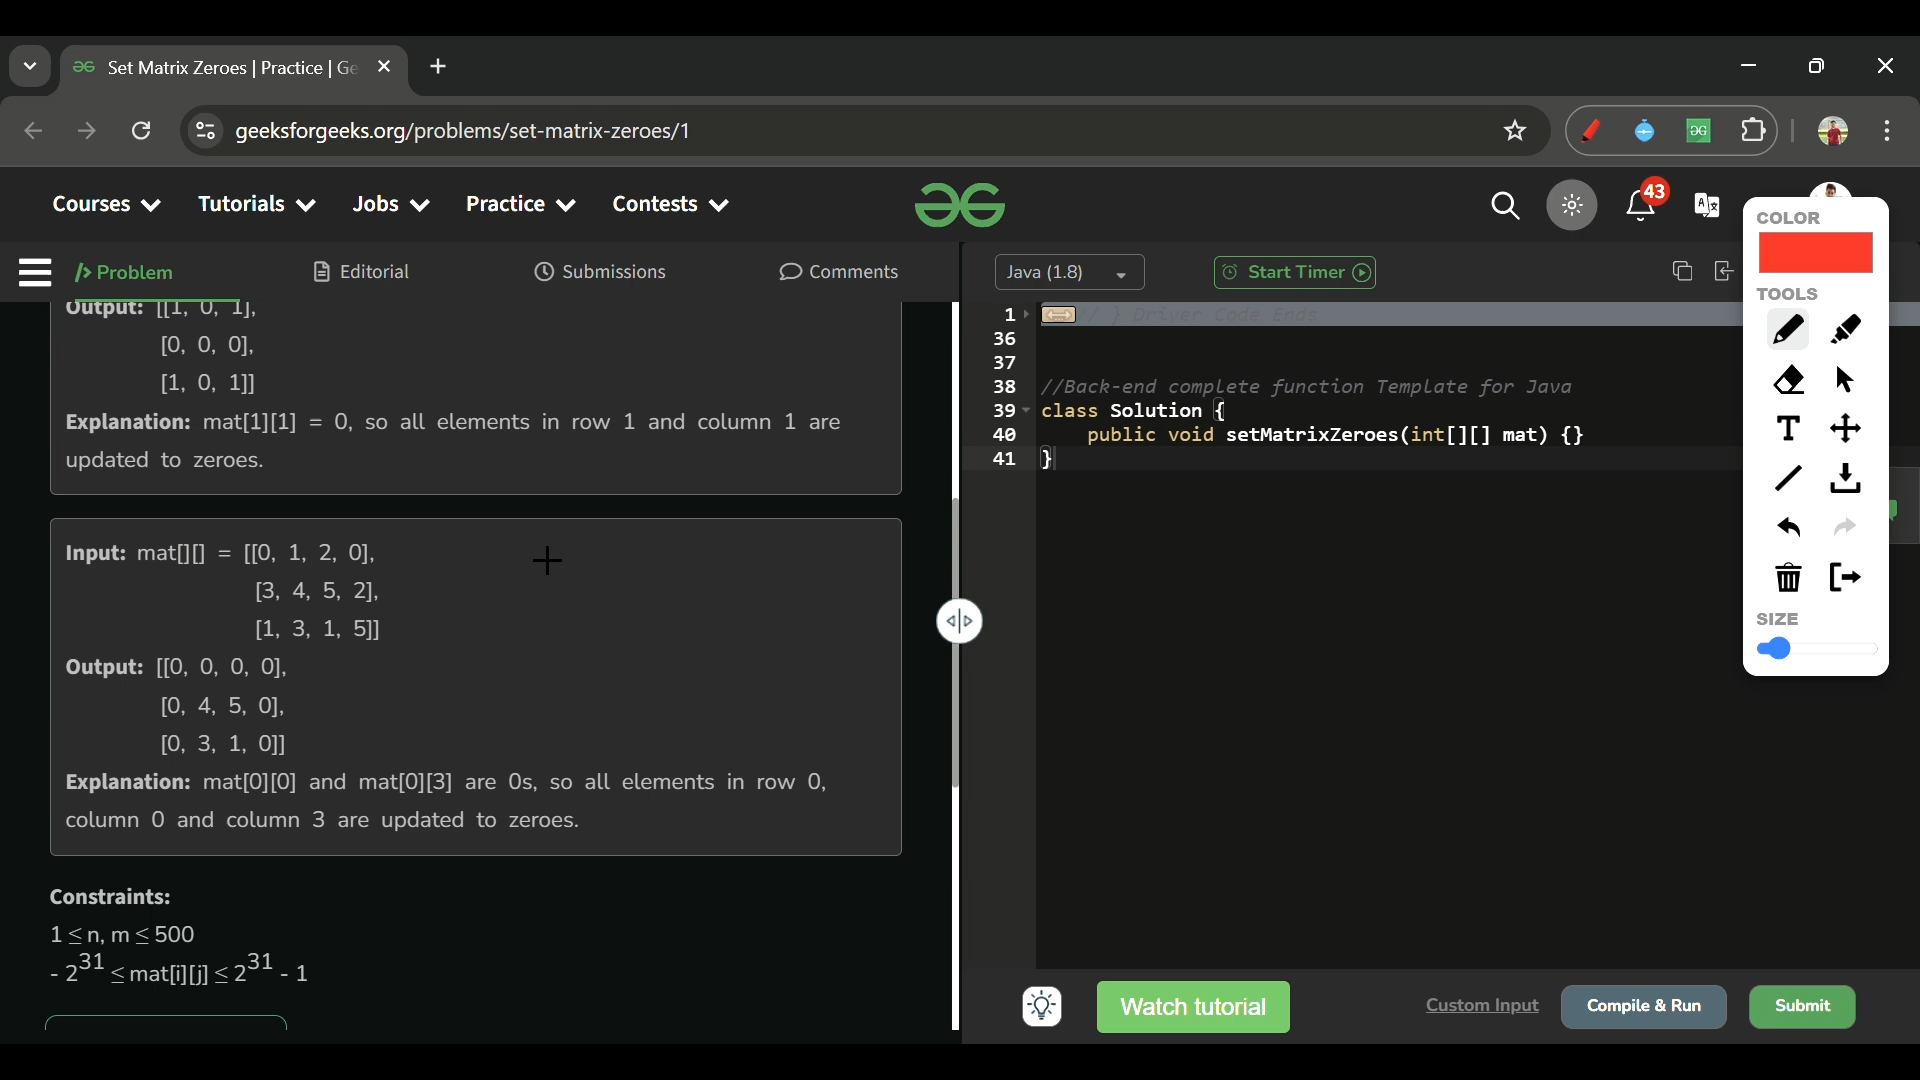 Set Matrix Zeroes | Practice | Ge
geeksforgeeks.org/problems/set-matrix-zeroes/1
Courses Tutorials Jobs Practice Contests
43
Problem Editorial Submissions Comments
Java (1.8) Start Timer
Output: [[1, 0, 1],
[0, 0, 0],
[1, 0, 1]]
Explanation: mat[1][1] = 0, so all elements in row 1 and column 1 are
updated to zeroes.
Input: mat[][] = [[0, 1, 2, 0],
[3, 4, 5, 2],
[1, 3, 1, 5]]
Output: [[0, 0, 0, 0],
[0, 4, 5, 0],
[0, 3, 1, 0]]
Explanation: mat[0][0] and mat[0][3] are 0s, so all elements in row 0,
column 0 and column 3 are updated to zeroes.
Constraints:
1 ≤ n, m ≤ 500
- 2^31 ≤ mat[i][j] ≤ 2^31 - 1
1 // } Driver Code Ends
36
37
38 //Back-end complete function Template for Java
39 class Solution {
40 public void setMatrixZeroes(int[][] mat) {}
41 }
Watch tutorial Custom Input Compile & Run Submit
COLOR
TOOLS
T
SIZE